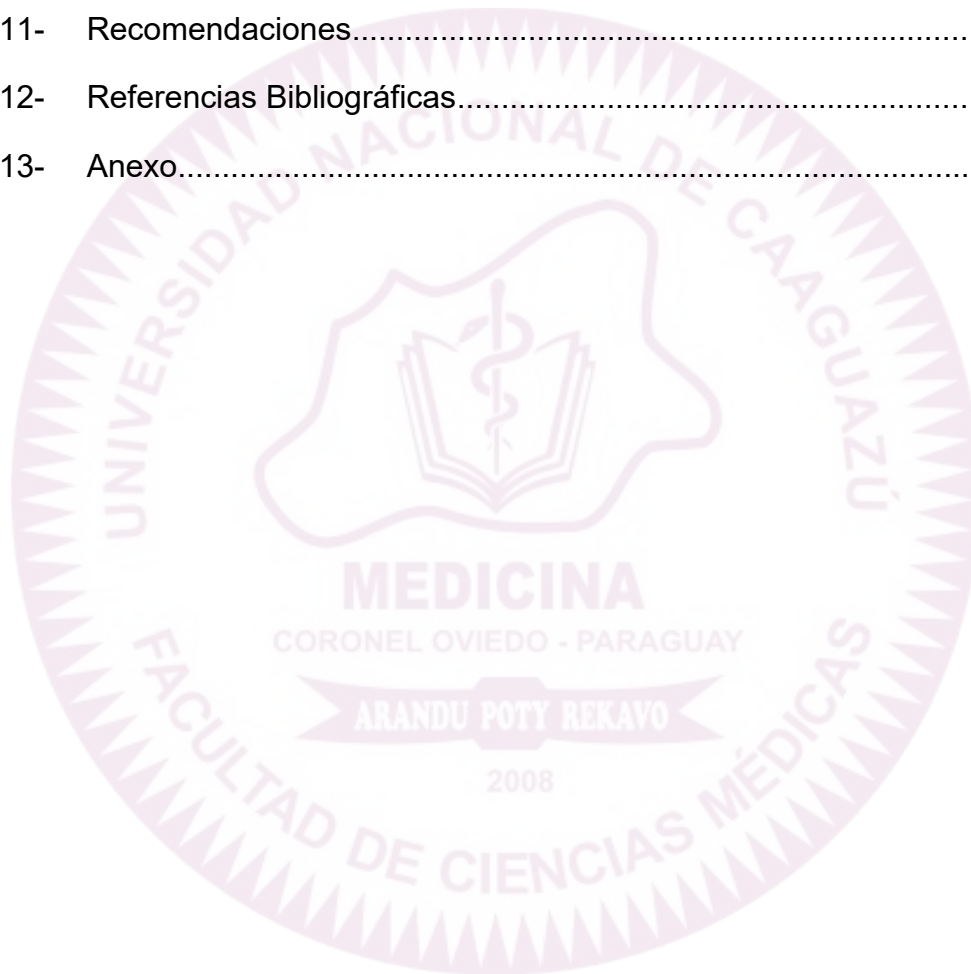 11- Recomendaciones......................................................................
12- Referencias Bibliográficas..........................................................
13- Anexo.........................................................................................
UNIVERSIDAD NACIONAL DE CAAGUAZÚ
MEDICINA
CORONEL OVIEDO - PARAGUAY
ARANDU POTY REKAVO
2008
FACULTAD DE CIENCIAS MÉDICAS